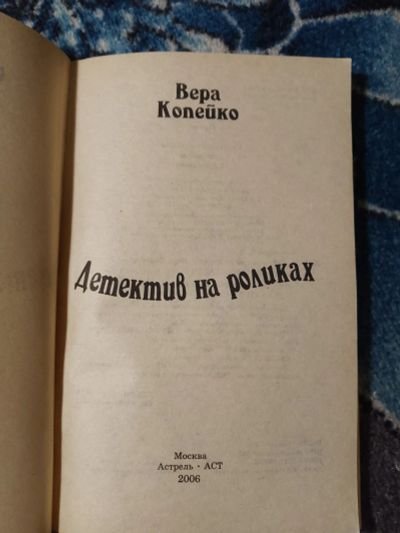 Вера
Копейко
Детектив на роликах
Москва
Астрель · АСТ
2006